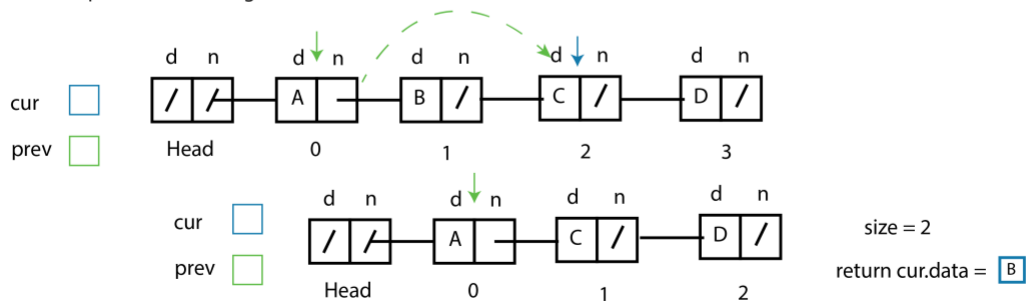 d n d n d n d n d n
cur / / A B / C / D /
prev Head 0 1 2 3
d n d n d n d n
cur / / A C / D / size = 2
prev return cur.data = B
Head 0 1 2